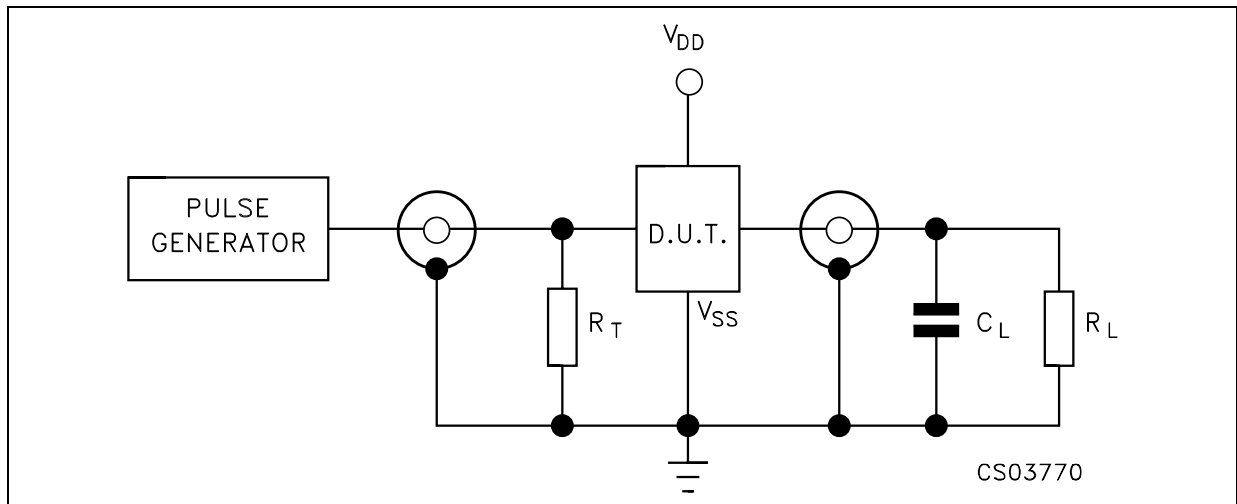 VDD
PULSE
GENERATOR
D.U.T.
VSS
RT
CL
RL
CS03770